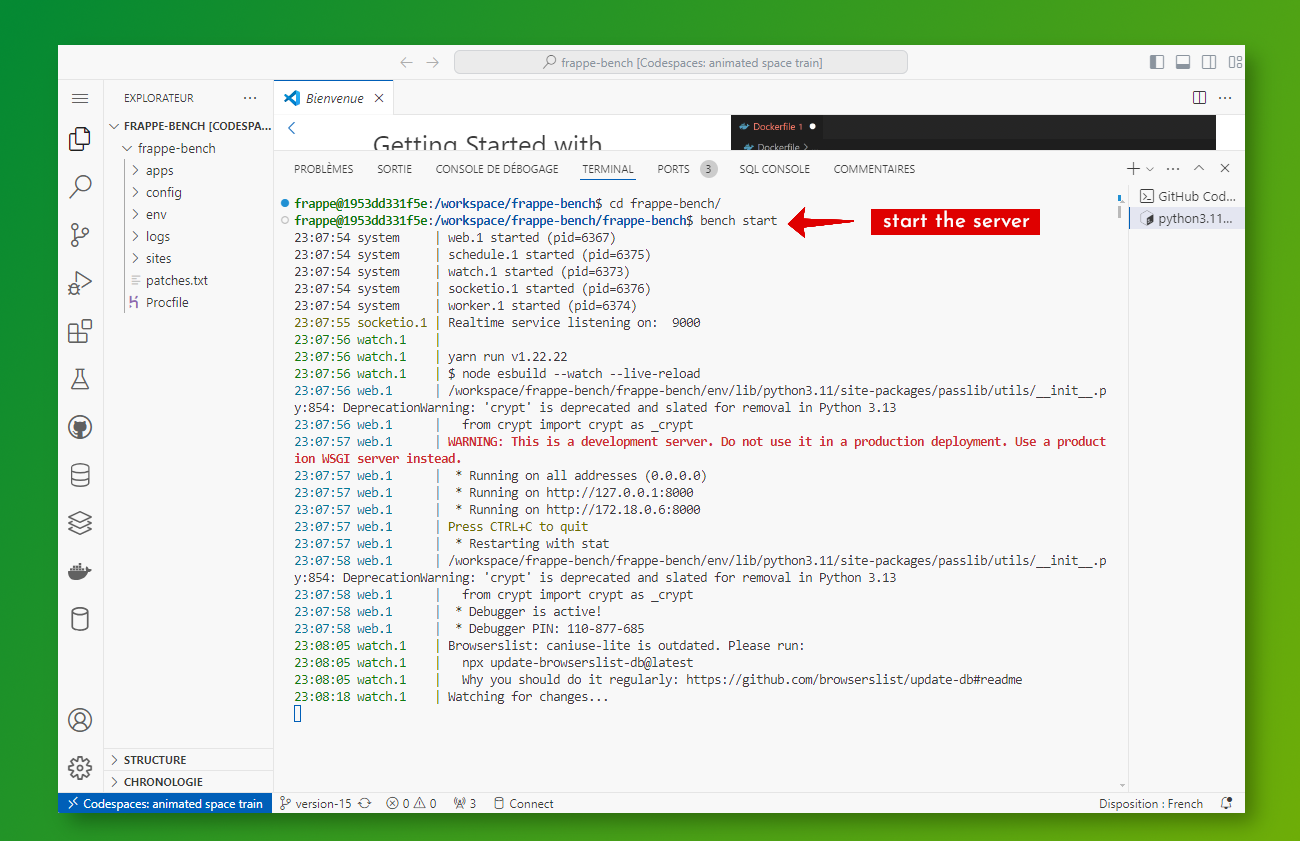 frappe-bench [Codespaces: animated space train]
EXPLORATEUR
FRAPPE-BENCH [CODESPA...
frappe-bench
apps
config
env
logs
sites
patches.txt
Procfile
STRUCTURE
CHRONOLOGIE
Bienvenue
Getting Started with
Dockerfile 1
Dockerfile
PROBLÈMES SORTIE CONSOLE DE DÉBOGAGE TERMINAL PORTS 3 SQL CONSOLE COMMENTAIRES
GitHub Cod...
python3.11...
frappe@1953dd331f5e:/workspace/frappe-bench$ cd frappe-bench/
frappe@1953dd331f5e:/workspace/frappe-bench/frappe-bench$ bench start
start the server
23:07:54 system | web.1 started (pid=6367)
23:07:54 system | schedule.1 started (pid=6375)
23:07:54 system | watch.1 started (pid=6373)
23:07:54 system | socketio.1 started (pid=6376)
23:07:54 system | worker.1 started (pid=6374)
23:07:55 socketio.1 | Realtime service listening on: 9000
23:07:56 watch.1 |
23:07:56 watch.1 | yarn run v1.22.22
23:07:56 watch.1 | $ node esbuild --watch --live-reload
23:07:56 web.1 | /workspace/frappe-bench/frappe-bench/env/lib/python3.11/site-packages/passlib/utils/__init__.p
y:854: DeprecationWarning: 'crypt' is deprecated and slated for removal in Python 3.13
23:07:56 web.1 | from crypt import crypt as _crypt
23:07:57 web.1 | WARNING: This is a development server. Do not use it in a production deployment. Use a product
ion WSGI server instead.
23:07:57 web.1 | * Running on all addresses (0.0.0.0)
23:07:57 web.1 | * Running on http://127.0.0.1:8000
23:07:57 web.1 | * Running on http://172.18.0.6:8000
23:07:57 web.1 | Press CTRL+C to quit
23:07:57 web.1 | * Restarting with stat
23:07:58 web.1 | /workspace/frappe-bench/frappe-bench/env/lib/python3.11/site-packages/passlib/utils/__init__.p
y:854: DeprecationWarning: 'crypt' is deprecated and slated for removal in Python 3.13
23:07:58 web.1 | from crypt import crypt as _crypt
23:07:58 web.1 | * Debugger is active!
23:07:58 web.1 | * Debugger PIN: 110-877-685
23:08:05 watch.1 | Browserslist: caniuse-lite is outdated. Please run:
23:08:05 watch.1 | npx update-browserslist-db@latest
23:08:05 watch.1 | Why you should do it regularly: https://github.com/browserslist/update-db#readme
23:08:18 watch.1 | Watching for changes...
Codespaces: animated space train version-15 0 0 3 Connect Disposition : French